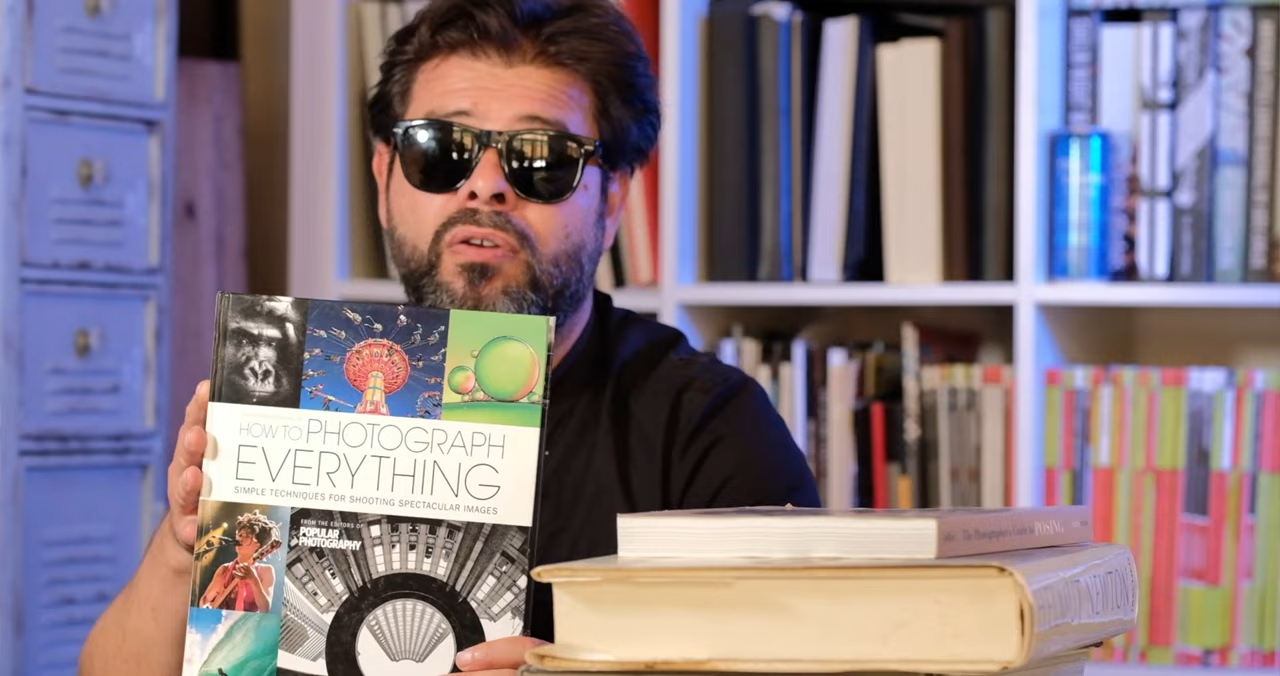 HOW TO PHOTOGRAPH
EVERYTHING
SIMPLE TECHNIQUES FOR SHOOTING SPECTACULAR IMAGES
FROM THE EDITORS OF
POPULAR
PHOTOGRAPHY
The Photographer's Guide to POSING
HELMUT NEWTON